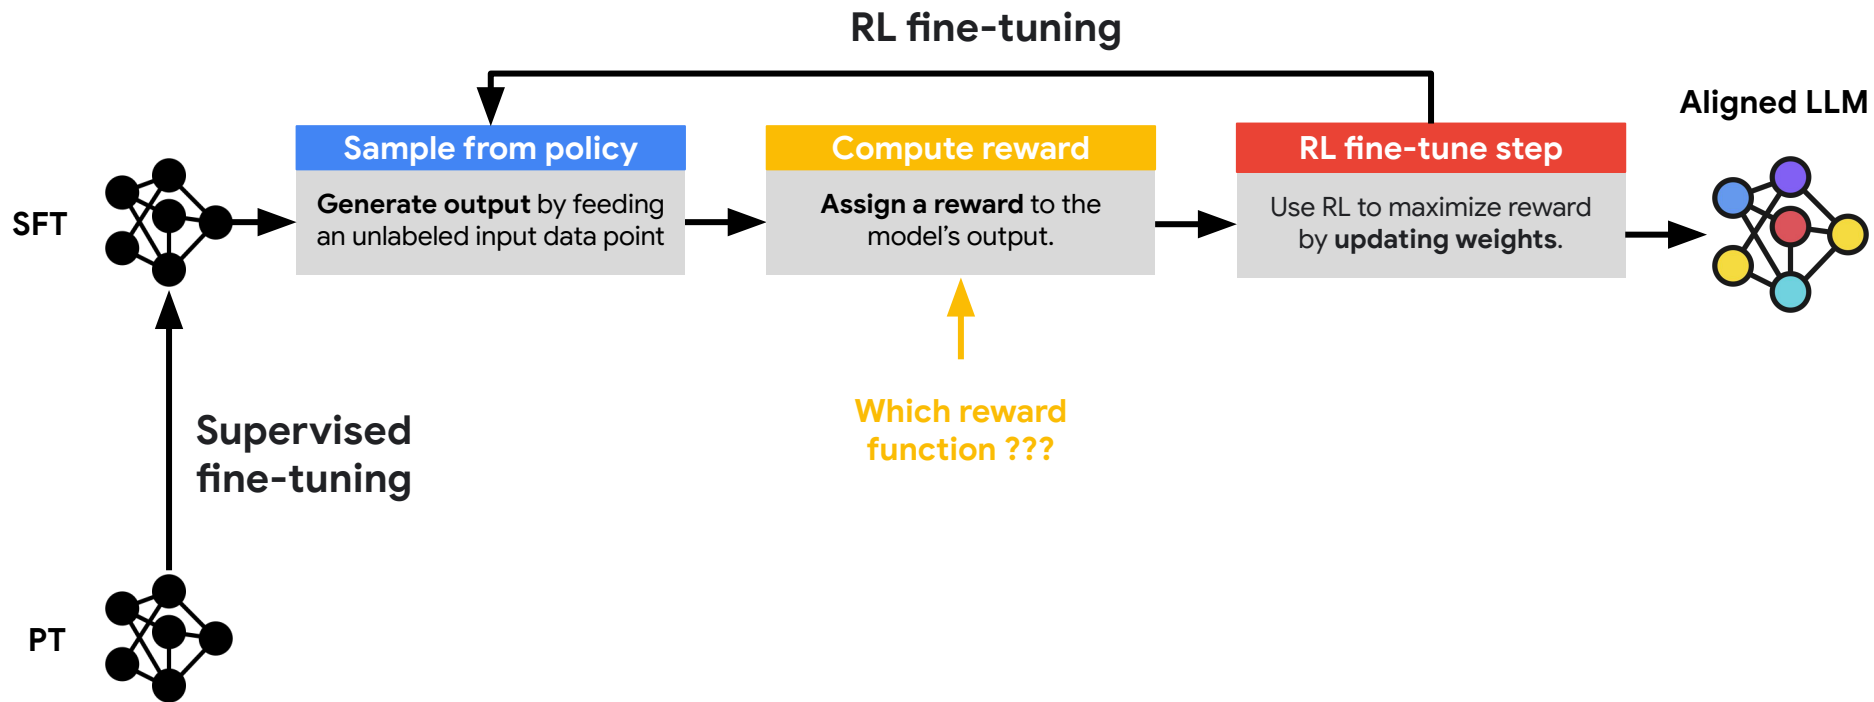 RL fine-tuning
Aligned LLM
SFT
Sample from policy
Generate output by feeding
an unlabeled input data point
Compute reward
Assign a reward to the
model's output.
RL fine-tune step
Use RL to maximize reward
by updating weights.
Which reward
function ???
Supervised
fine-tuning
PT